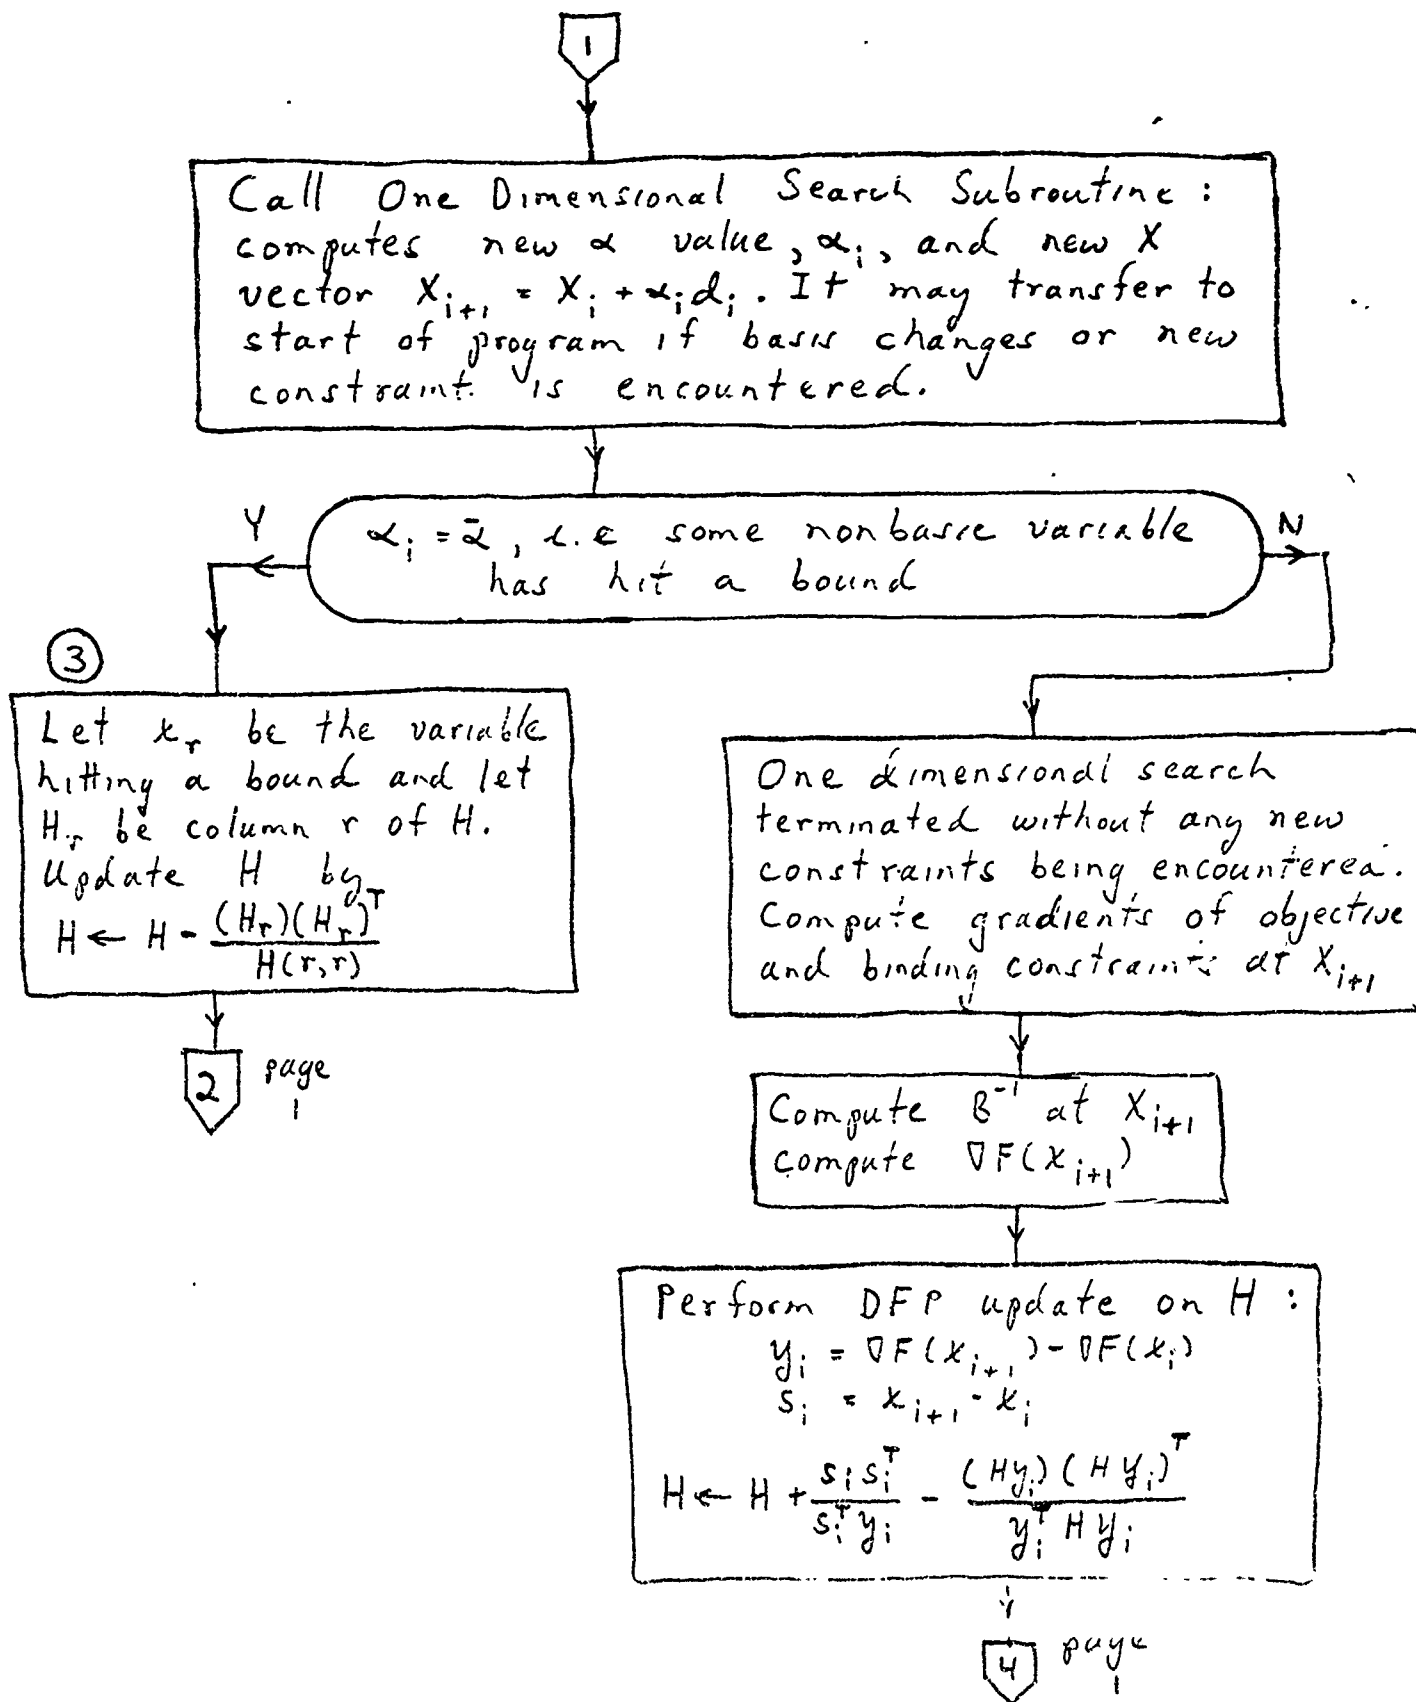 1
Call One Dimensional Search Subroutine :
computes new α value, αᵢ, and new X
vector Xᵢ₊₁ = Xᵢ + αᵢdᵢ. It may transfer to
start of program if basis changes or new
constraint is encountered.
Y
N
αᵢ = ᾱ, i.e some nonbasic variable
has hit a bound
3
Let xᵣ be the variable
hitting a bound and let
Hᵣ be column r of H.
Update H by
H ← H - (Hᵣ)(Hᵣ)ᵀ / H(r,r)
2 page
1
One dimensional search
terminated without any new
constraints being encountered.
Compute gradients of objective
and binding constraints at Xᵢ₊₁
Compute B⁻¹ at Xᵢ₊₁
compute ∇F(xᵢ₊₁)
Perform DFP update on H :
yᵢ = ∇F(xᵢ₊₁) - ∇F(xᵢ)
sᵢ = xᵢ₊₁ - xᵢ
H ← H + sᵢsᵢᵀ / sᵢᵀyᵢ - (Hyᵢ)(Hyᵢ)ᵀ / yᵢᵀHyᵢ
4 page
1